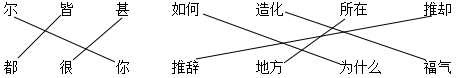 尔 皆 甚 如何 造化 所在 推却
都 很 你 推辞 地方 为什么 福气